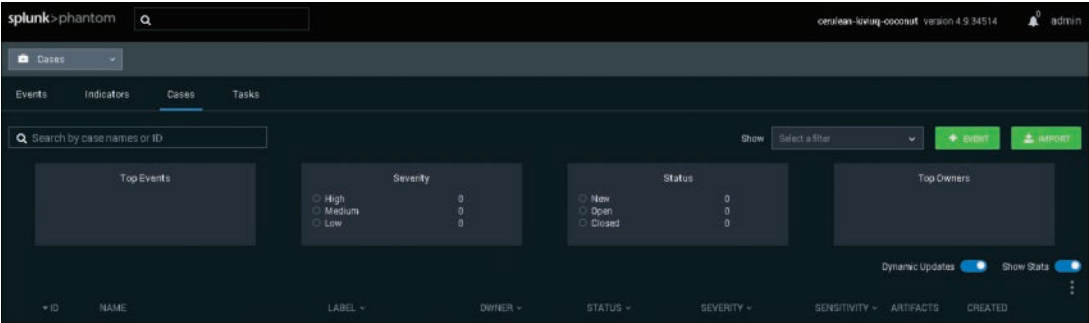 splunk>phantom
cerulean-kiviuq-coconut version 4.9.34514
0
admin
Cases
Events Indicators Cases Tasks
Search by case names or ID
Show Select a filter
+ EVENT
IMPORT
Top Events
Severity
High 0
Medium 0
Low 0
Status
New 0
Open 0
Closed 0
Top Owners
Dynamic Updates
Show Stats
ID NAME LABEL OWNER STATUS SEVERITY SENSITIVITY ARTIFACTS CREATED